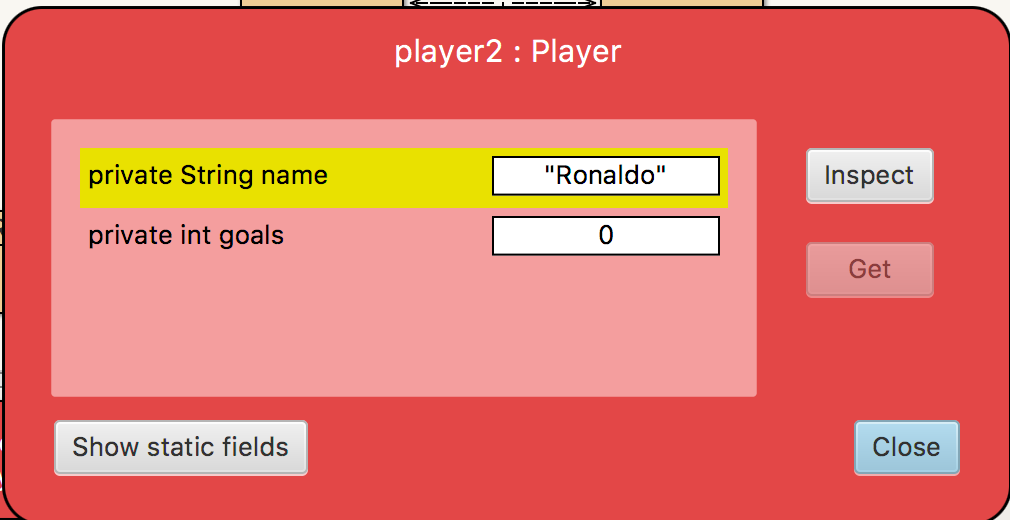 player2 : Player
private String name "Ronaldo"
Inspect
private int goals 0
Get
Show static fields
Close